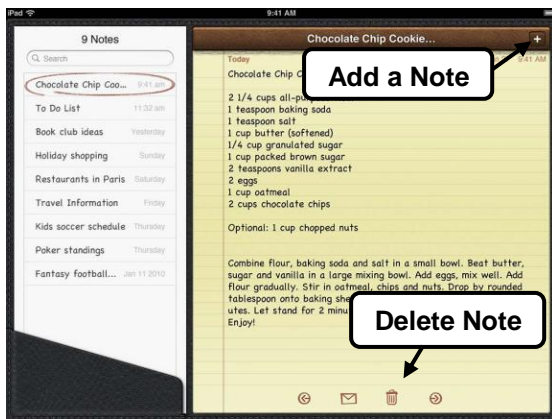 iPad 9:41 AM
9 Notes
Search
Chocolate Chip Coo... 9:41 am
To Do List 11:32 am
Book club ideas Yesterday
Holiday shopping Sunday
Restaurants in Paris Saturday
Travel Information Friday
Kids soccer schedule Thursday
Poker standings Thursday
Fantasy football... Jan 11 2010
Chocolate Chip Cookie...
+
Add a Note
Today 9:41 AM
Chocolate Chip
2 1/4 cups all-purpose
1 teaspoon baking soda
1 teaspoon salt
1 cup butter (softened)
1/4 cup granulated sugar
1 cup packed brown sugar
2 teaspoons vanilla extract
2 eggs
1 cup oatmeal
2 cups chocolate chips
Optional: 1 cup chopped nuts
Combine flour, baking soda and salt in a small bowl. Beat butter,
sugar and vanilla in a large mixing bowl. Add eggs, mix well. Add
flour gradually. Stir in oatmeal, chips and nuts. Drop by rounded
tablespoon onto baking
utes. Let stand for 2
Enjoy!
Delete Note